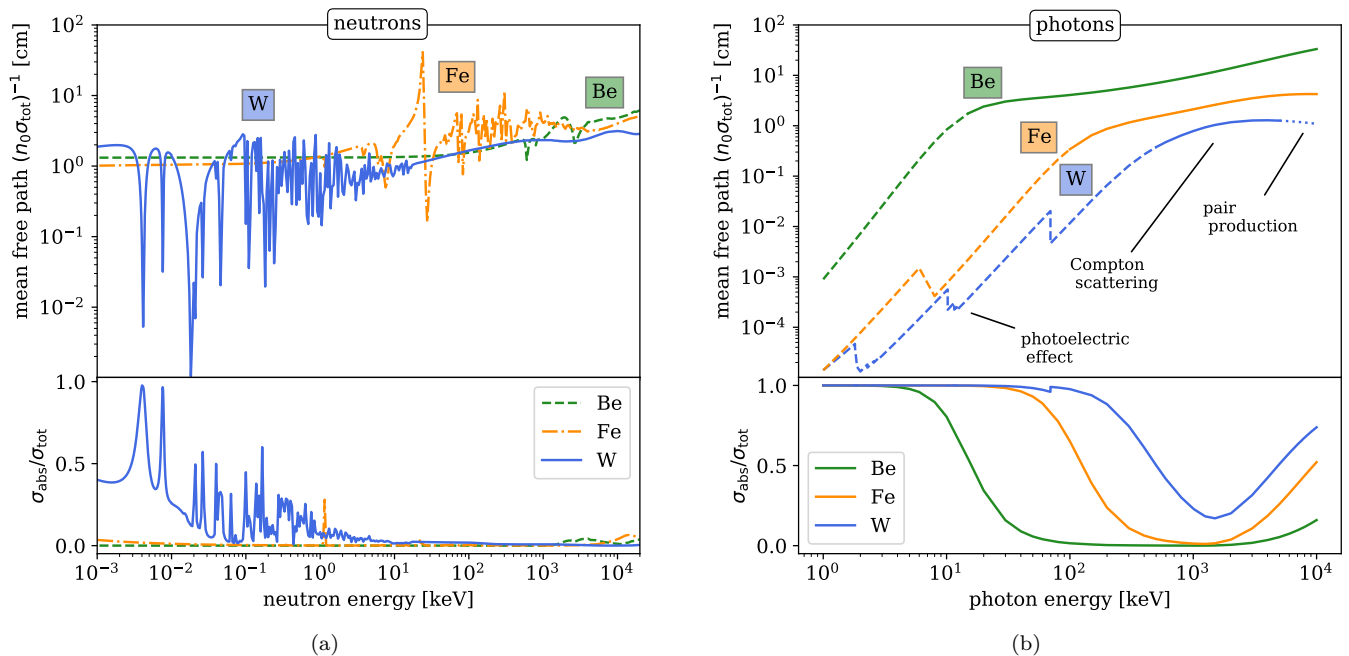 neutrons
mean free path (n₀σ_tot)⁻¹ [cm]
10²
10¹
10⁰
10⁻¹
10⁻²
W
Fe
Be
σ_abs/σ_tot
1.0
0.5
0.0
Be
Fe
W
10⁻³
10⁻²
10⁻¹
10⁰
10¹
10²
10³
10⁴
neutron energy [keV]
(a)
photons
mean free path (n₀σ_tot)⁻¹ [cm]
10²
10¹
10⁰
10⁻¹
10⁻²
10⁻³
10⁻⁴
Be
Fe
W
pair
production
Compton
scattering
photoelectric
effect
σ_abs/σ_tot
1.0
0.5
0.0
Be
Fe
W
10⁰
10¹
10²
10³
10⁴
photon energy [keV]
(b)